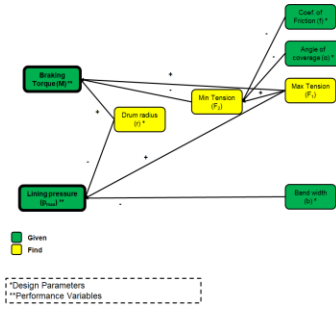 Coef. of
Friction (f) *
Angle of
coverage (α) *
Braking
Torque (M) **
Max Tension
(F₁)
Min Tension
(F₂)
Drum radius
(r) *
Lining pressure
(pmax) **
Band width
(b) *
+
-
+
-
-
-
+
-
+
-
Given
Find
*Design Parameters
**Performance Variables